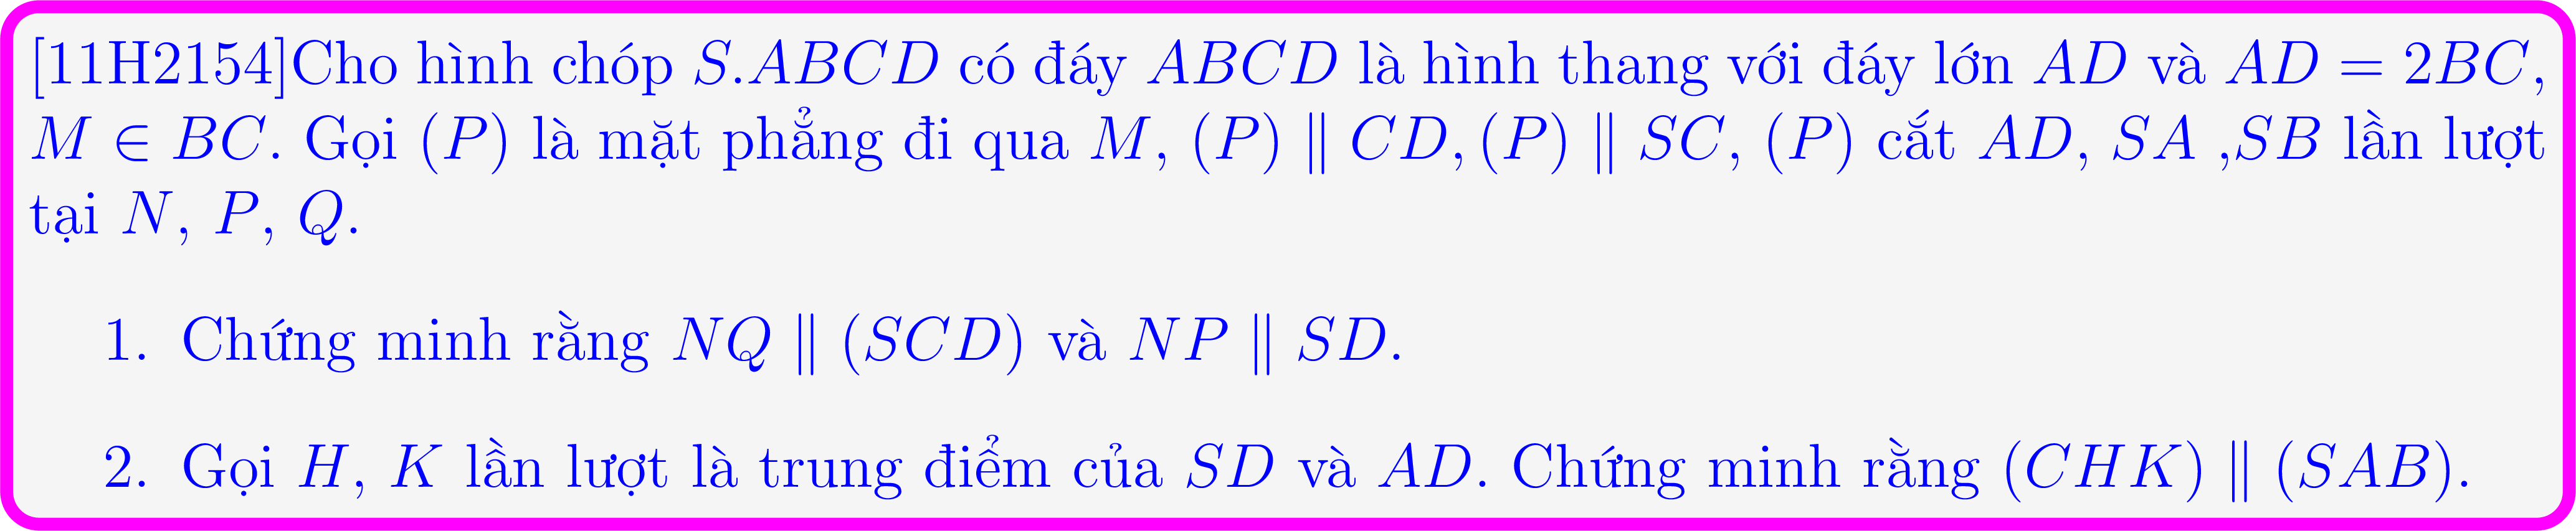 [11H2154]Cho hình chóp S.ABCD có đáy ABCD là hình thang với đáy lớn AD và AD = 2BC,
M ∈ BC. Gọi (P) là mặt phẳng đi qua M, (P) ∥ CD, (P) ∥ SC, (P) cắt AD, SA ,SB lần lượt
tại N, P, Q.
1. Chứng minh rằng NQ ∥ (SCD) và NP ∥ SD.
2. Gọi H, K lần lượt là trung điểm của SD và AD. Chứng minh rằng (CHK) ∥ (SAB).